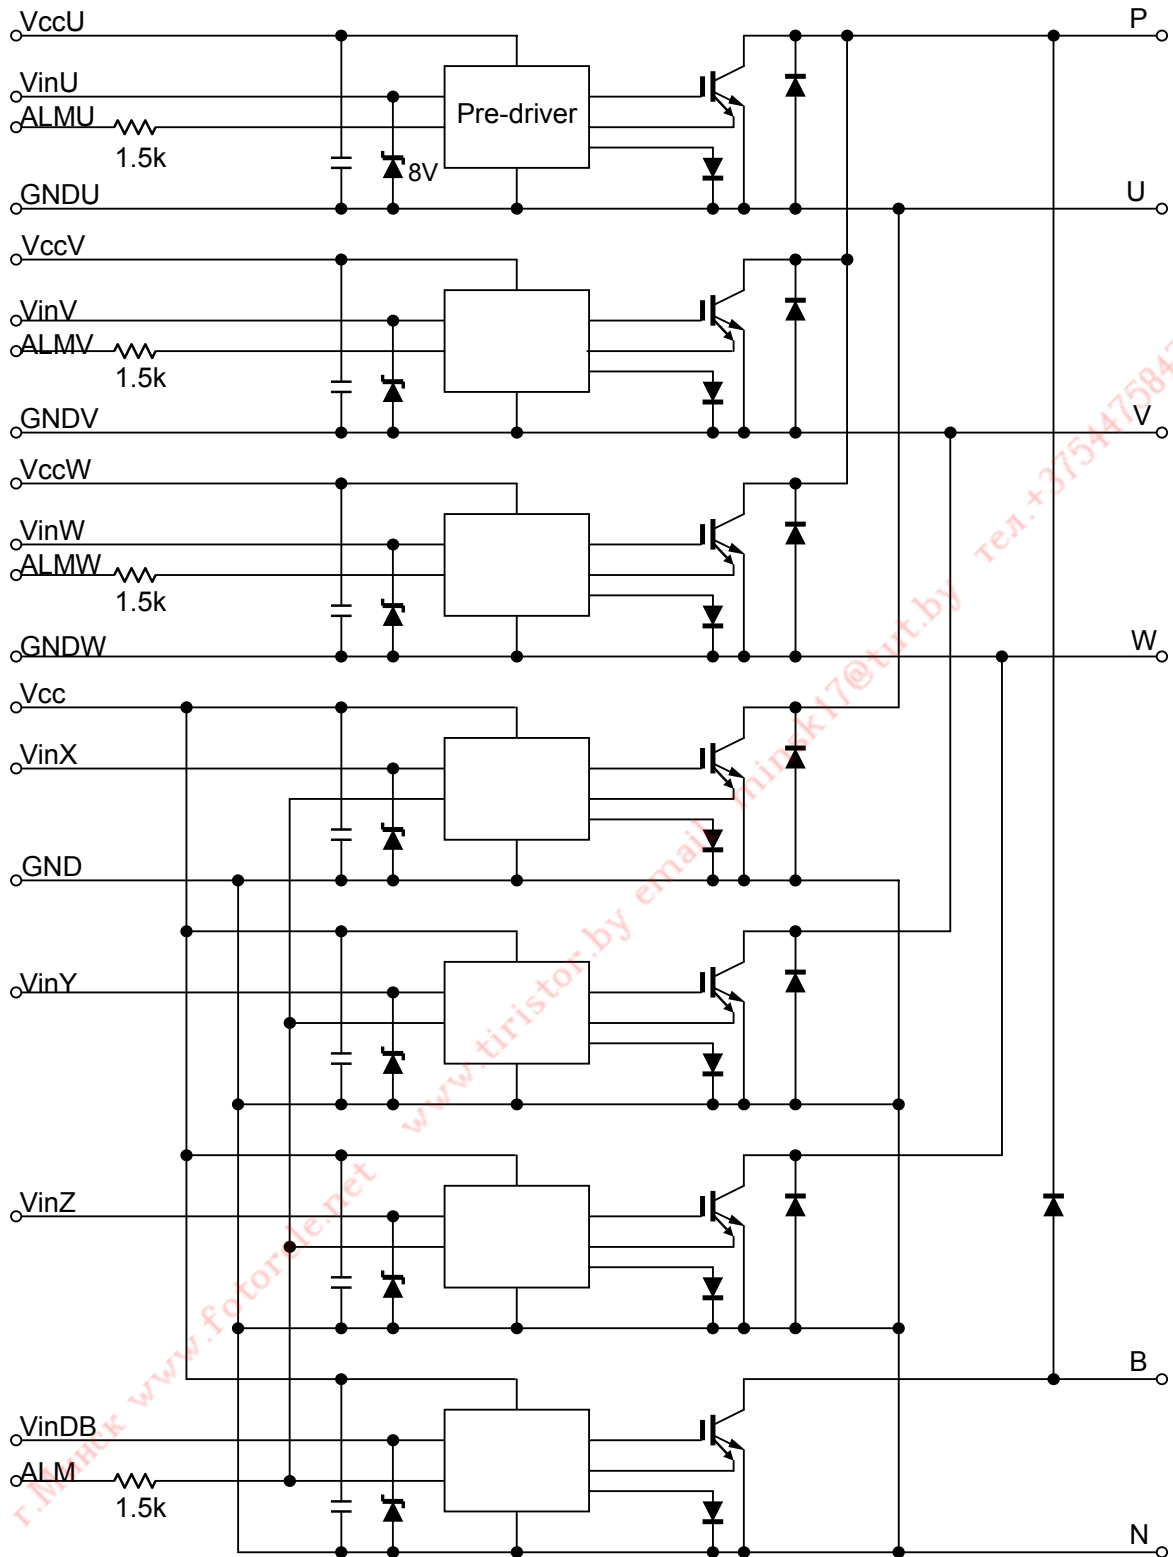 VccU
P
VinU
Pre-driver
ALMU
1.5k
8V
GNDU
U
VccV
VinV
ALMV
1.5k
GNDV
V
VccW
VinW
ALMW
1.5k
GNDW
W
Vcc
VinX
GND
VinY
VinZ
B
VinDB
ALM
1.5k
N
г.Минск www.fotorele.net www.tiristor.by email minsk17@tut.by тел.+375447584